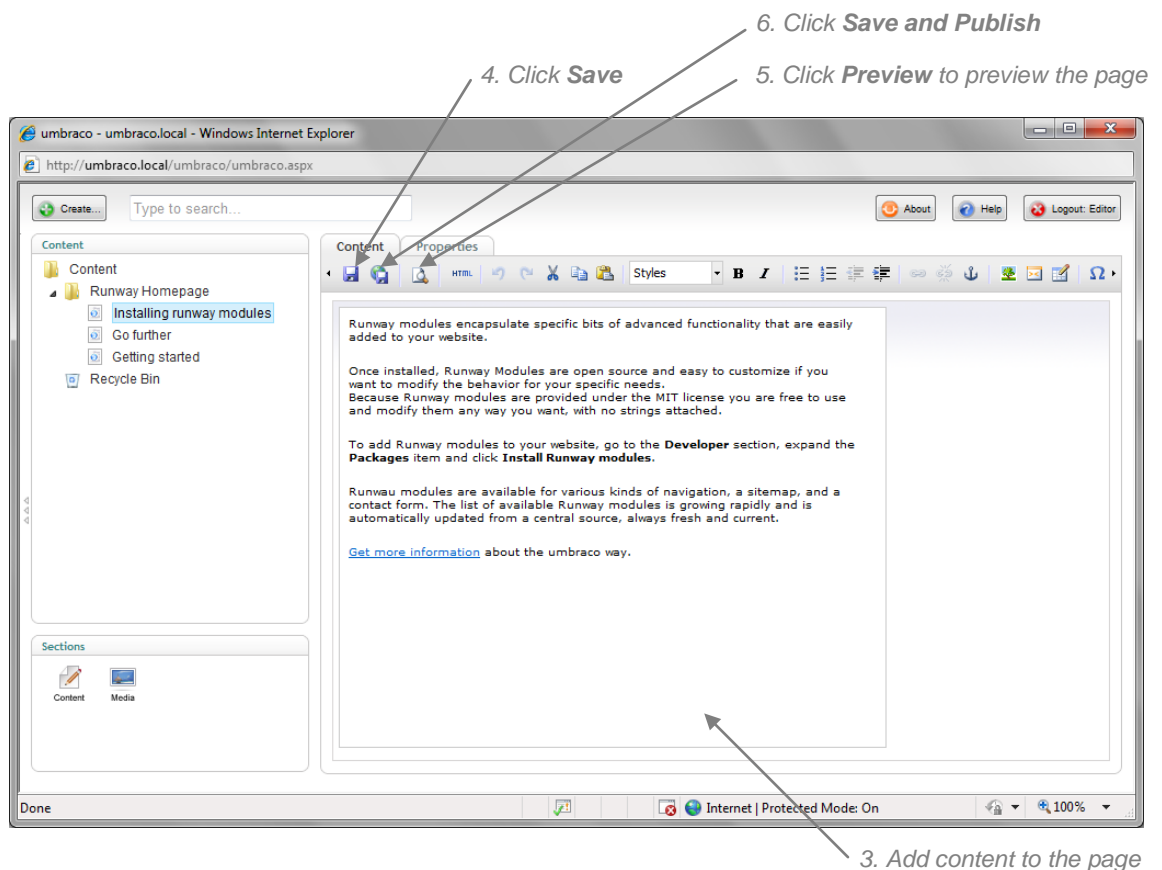 6. Click Save and Publish
4. Click Save
5. Click Preview to preview the page
umbraco - umbraco.local - Windows Internet Explorer
http://umbraco.local/umbraco/umbraco.aspx
Create...
Type to search...
About
Help
Logout: Editor
Content
Content
Runway Homepage
Installing runway modules
Go further
Getting started
Recycle Bin
Sections
Content
Media
Content
Properties
HTML
Styles
B
I
Ω
Runway modules encapsulate specific bits of advanced functionality that are easily
added to your website.
Once installed, Runway Modules are open source and easy to customize if you
want to modify the behavior for your specific needs.
Because Runway modules are provided under the MIT license you are free to use
and modify them any way you want, with no strings attached.
To add Runway modules to your website, go to the Developer section, expand the
Packages item and click Install Runway modules.
Runwau modules are available for various kinds of navigation, a sitemap, and a
contact form. The list of available Runway modules is growing rapidly and is
automatically updated from a central source, always fresh and current.
Get more information about the umbraco way.
Done
Internet | Protected Mode: On
100%
3. Add content to the page